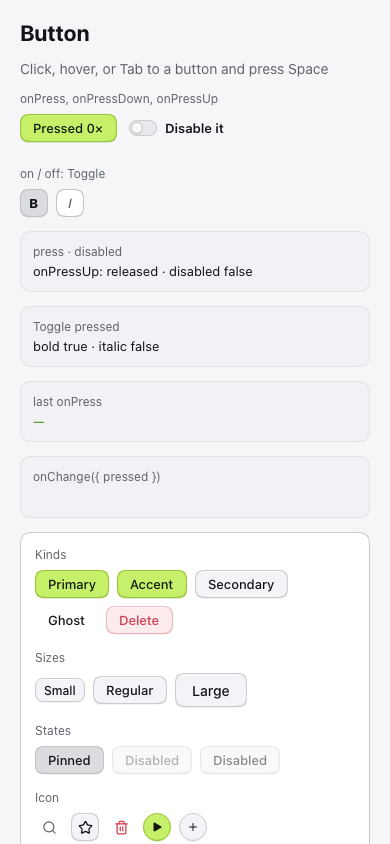 Button
Click, hover, or Tab to a button and press Space
onPress, onPressDown, onPressUp
Pressed 0× Disable it
on / off: Toggle
B I
press · disabled
onPressUp: released · disabled false
Toggle pressed
bold true · italic false
last onPress
—
onChange({ pressed })
Kinds
Primary Accent Secondary
Ghost Delete
Sizes
Small Regular Large
States
Pinned Disabled Disabled
Icon